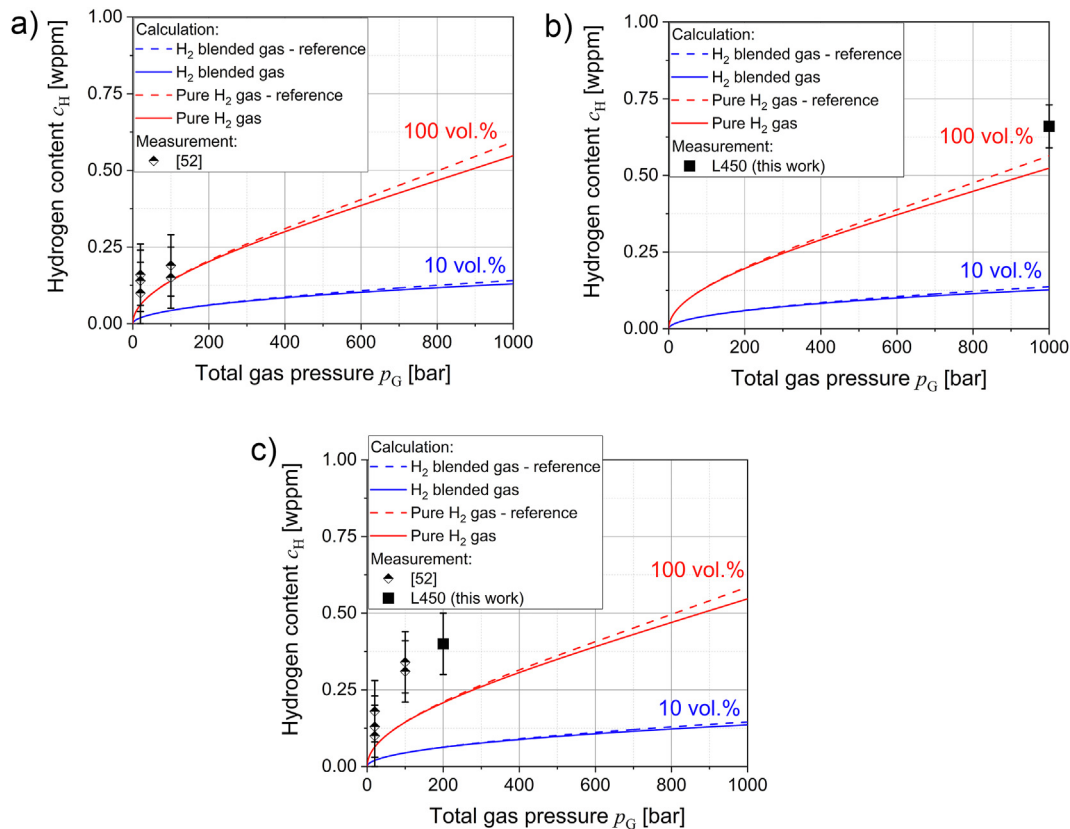 a)
Hydrogen content cH [wppm]
1.00
0.75
0.50
0.25
0.00
Calculation:
H2 blended gas - reference
H2 blended gas
Pure H2 gas - reference
Pure H2 gas
Measurement:
[52]
100 vol.%
10 vol.%
0 200 400 600 800 1000
Total gas pressure pG [bar]
b)
Hydrogen content cH [wppm]
1.00
0.75
0.50
0.25
0.00
Calculation:
H2 blended gas - reference
H2 blended gas
Pure H2 gas - reference
Pure H2 gas
Measurement:
L450 (this work)
100 vol.%
10 vol.%
0 200 400 600 800 1000
Total gas pressure pG [bar]
c)
Hydrogen content cH [wppm]
1.00
0.75
0.50
0.25
0.00
Calculation:
H2 blended gas - reference
H2 blended gas
Pure H2 gas - reference
Pure H2 gas
Measurement:
[52]
L450 (this work)
100 vol.%
10 vol.%
0 200 400 600 800 1000
Total gas pressure pG [bar]